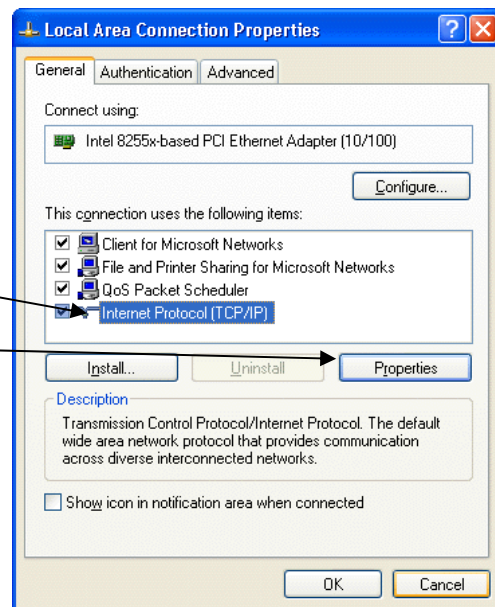 Local Area Connection Properties
General Authentication Advanced
Connect using:
Intel 8255x-based PCI Ethernet Adapter (10/100)
Configure...
This connection uses the following items:
Client for Microsoft Networks
File and Printer Sharing for Microsoft Networks
QoS Packet Scheduler
Internet Protocol (TCP/IP)
Install... Uninstall Properties
Description
Transmission Control Protocol/Internet Protocol. The default
wide area network protocol that provides communication
across diverse interconnected networks.
Show icon in notification area when connected
OK Cancel